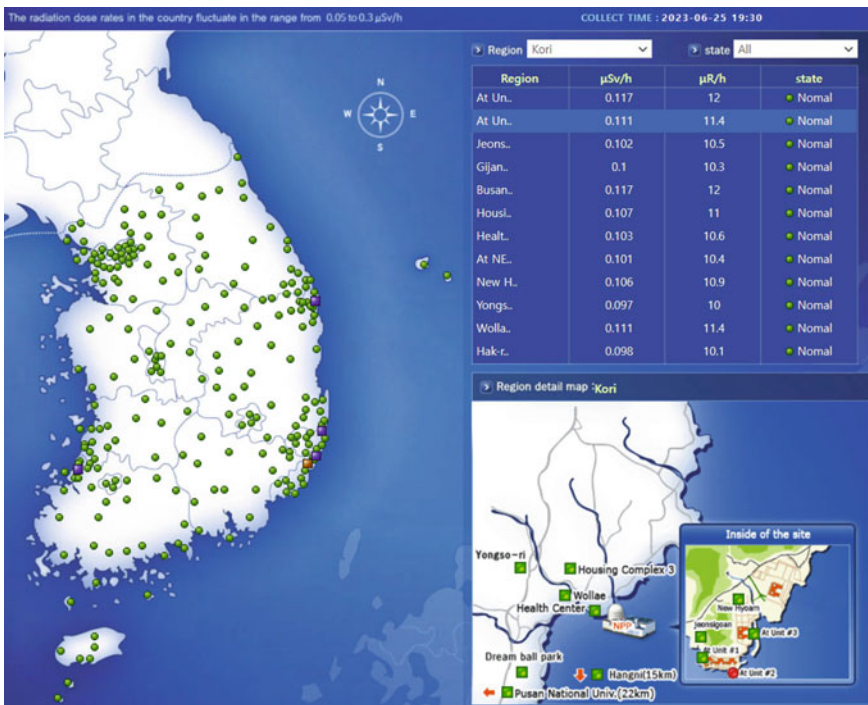 The radiation dose rates in the country fluctuate in the range from 0.05 to 0.3 µSv/h
COLLECT TIME : 2023-06-25 19:30
N
W E
S
Region Kori state All
Region µSv/h µR/h state
At Un.. 0.117 12 Nomal
At Un.. 0.111 11.4 Nomal
Jeons.. 0.102 10.5 Nomal
Gijan.. 0.1 10.3 Nomal
Busan.. 0.117 12 Nomal
Housi.. 0.107 11 Nomal
Healt.. 0.103 10.6 Nomal
At NE.. 0.101 10.4 Nomal
New H.. 0.106 10.9 Nomal
Yongs.. 0.097 10 Nomal
Wolla.. 0.111 11.4 Nomal
Hak-r.. 0.098 10.1 Nomal
Region detail map : Kori
Yongso-ri
Housing Complex 3
Wollae
Health Center
NPP
Dream ball park
Hangni(15km)
Pusan National Univ.(22km)
Inside of the site
New Hyoam
Jeonsigoan
At Unit #3
At Unit #1
At Unit #2